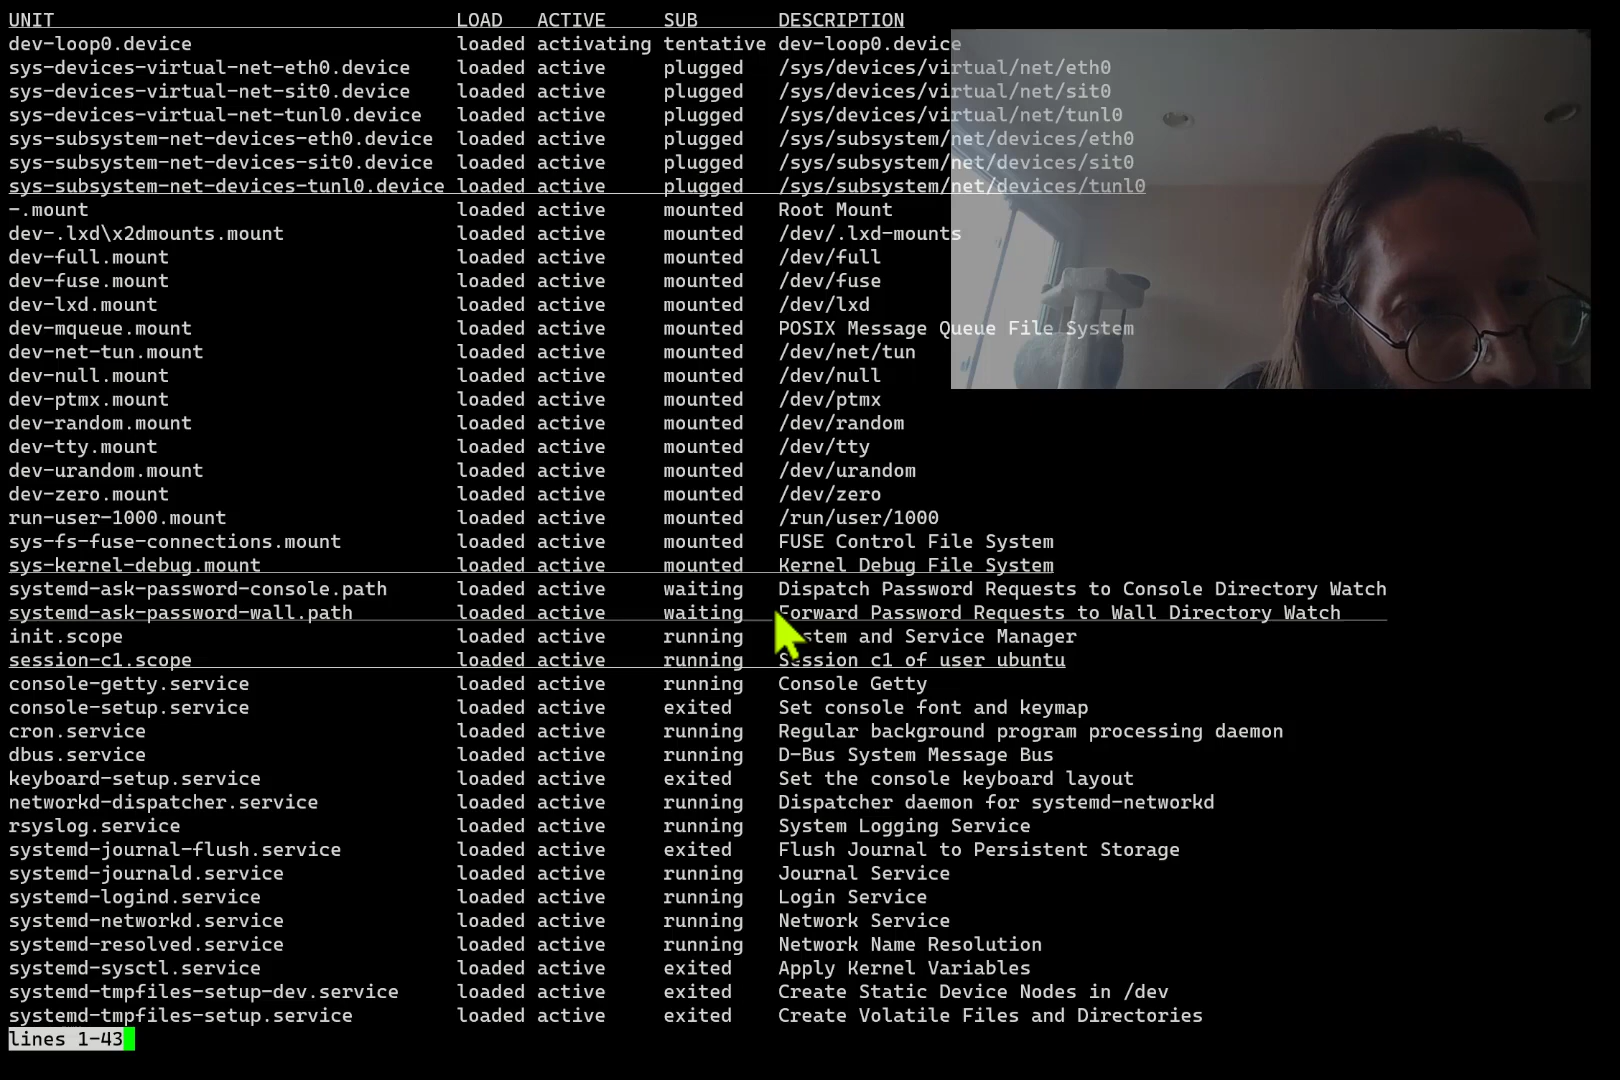 UNIT LOAD ACTIVE SUB DESCRIPTION
dev-loop0.device loaded activating tentative dev-loop0.device
sys-devices-virtual-net-eth0.device loaded active plugged /sys/devices/virtual/net/eth0
sys-devices-virtual-net-sit0.device loaded active plugged /sys/devices/virtual/net/sit0
sys-devices-virtual-net-tunl0.device loaded active plugged /sys/devices/virtual/net/tunl0
sys-subsystem-net-devices-eth0.device loaded active plugged /sys/subsystem/net/devices/eth0
sys-subsystem-net-devices-sit0.device loaded active plugged /sys/subsystem/net/devices/sit0
sys-subsystem-net-devices-tunl0.device loaded active plugged /sys/subsystem/net/devices/tunl0
-.mount loaded active mounted Root Mount
dev-.lxd\x2dmounts.mount loaded active mounted /dev/.lxd-mounts
dev-full.mount loaded active mounted /dev/full
dev-fuse.mount loaded active mounted /dev/fuse
dev-lxd.mount loaded active mounted /dev/lxd
dev-mqueue.mount loaded active mounted POSIX Message Queue File System
dev-net-tun.mount loaded active mounted /dev/net/tun
dev-null.mount loaded active mounted /dev/null
dev-ptmx.mount loaded active mounted /dev/ptmx
dev-random.mount loaded active mounted /dev/random
dev-tty.mount loaded active mounted /dev/tty
dev-urandom.mount loaded active mounted /dev/urandom
dev-zero.mount loaded active mounted /dev/zero
run-user-1000.mount loaded active mounted /run/user/1000
sys-fs-fuse-connections.mount loaded active mounted FUSE Control File System
sys-kernel-debug.mount loaded active mounted Kernel Debug File System
systemd-ask-password-console.path loaded active waiting Dispatch Password Requests to Console Directory Watch
systemd-ask-password-wall.path loaded active waiting Forward Password Requests to Wall Directory Watch
init.scope loaded active running System and Service Manager
session-c1.scope loaded active running Session c1 of user ubuntu
console-getty.service loaded active running Console Getty
console-setup.service loaded active exited Set console font and keymap
cron.service loaded active running Regular background program processing daemon
dbus.service loaded active running D-Bus System Message Bus
keyboard-setup.service loaded active exited Set the console keyboard layout
networkd-dispatcher.service loaded active running Dispatcher daemon for systemd-networkd
rsyslog.service loaded active running System Logging Service
systemd-journal-flush.service loaded active exited Flush Journal to Persistent Storage
systemd-journald.service loaded active running Journal Service
systemd-logind.service loaded active running Login Service
systemd-networkd.service loaded active running Network Service
systemd-resolved.service loaded active running Network Name Resolution
systemd-sysctl.service loaded active exited Apply Kernel Variables
systemd-tmpfiles-setup-dev.service loaded active exited Create Static Device Nodes in /dev
systemd-tmpfiles-setup.service loaded active exited Create Volatile Files and Directories
lines 1-43